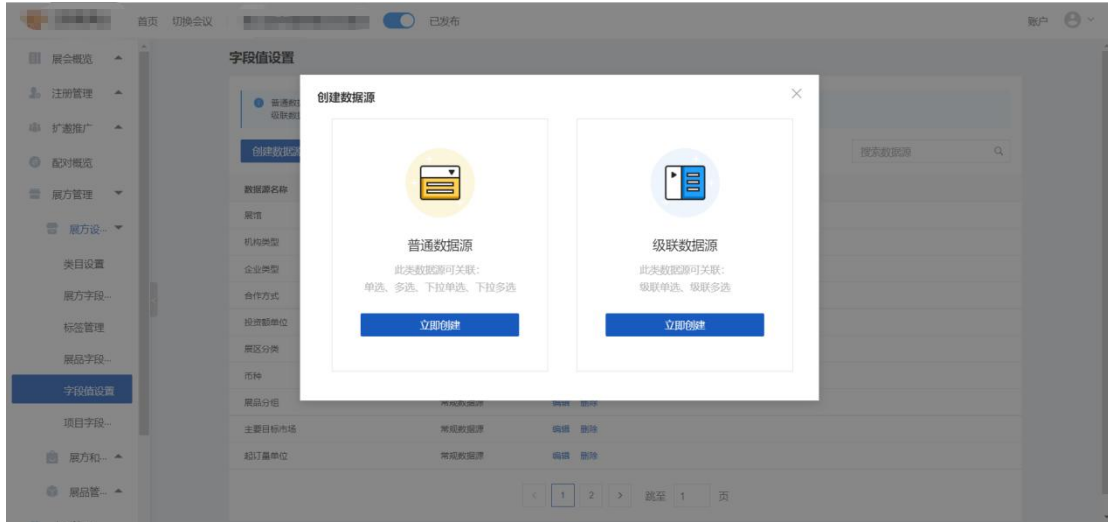 首页 切换会议 已发布 账户
展会概览
注册管理
扩邀推广
配对概览
展方管理
展方设...
类目设置
展方字段...
标签管理
展品字段...
字段值设置
项目字段...
展方和...
展品管...
字段值设置
普通数据
级联数据
创建数据源
搜索数据源
数据源名称
展馆
机构类型
企业类型
合作方式
投资额单位
展区分类
币种
展品分组 常规数据源 编辑 删除
主要目标市场 常规数据源 编辑 删除
起订量单位 常规数据源 编辑 删除
1 2 跳至 1 页
创建数据源
普通数据源
此类数据源可关联：
单选、多选、下拉单选、下拉多选
立即创建
级联数据源
此类数据源可关联：
级联单选、级联多选
立即创建